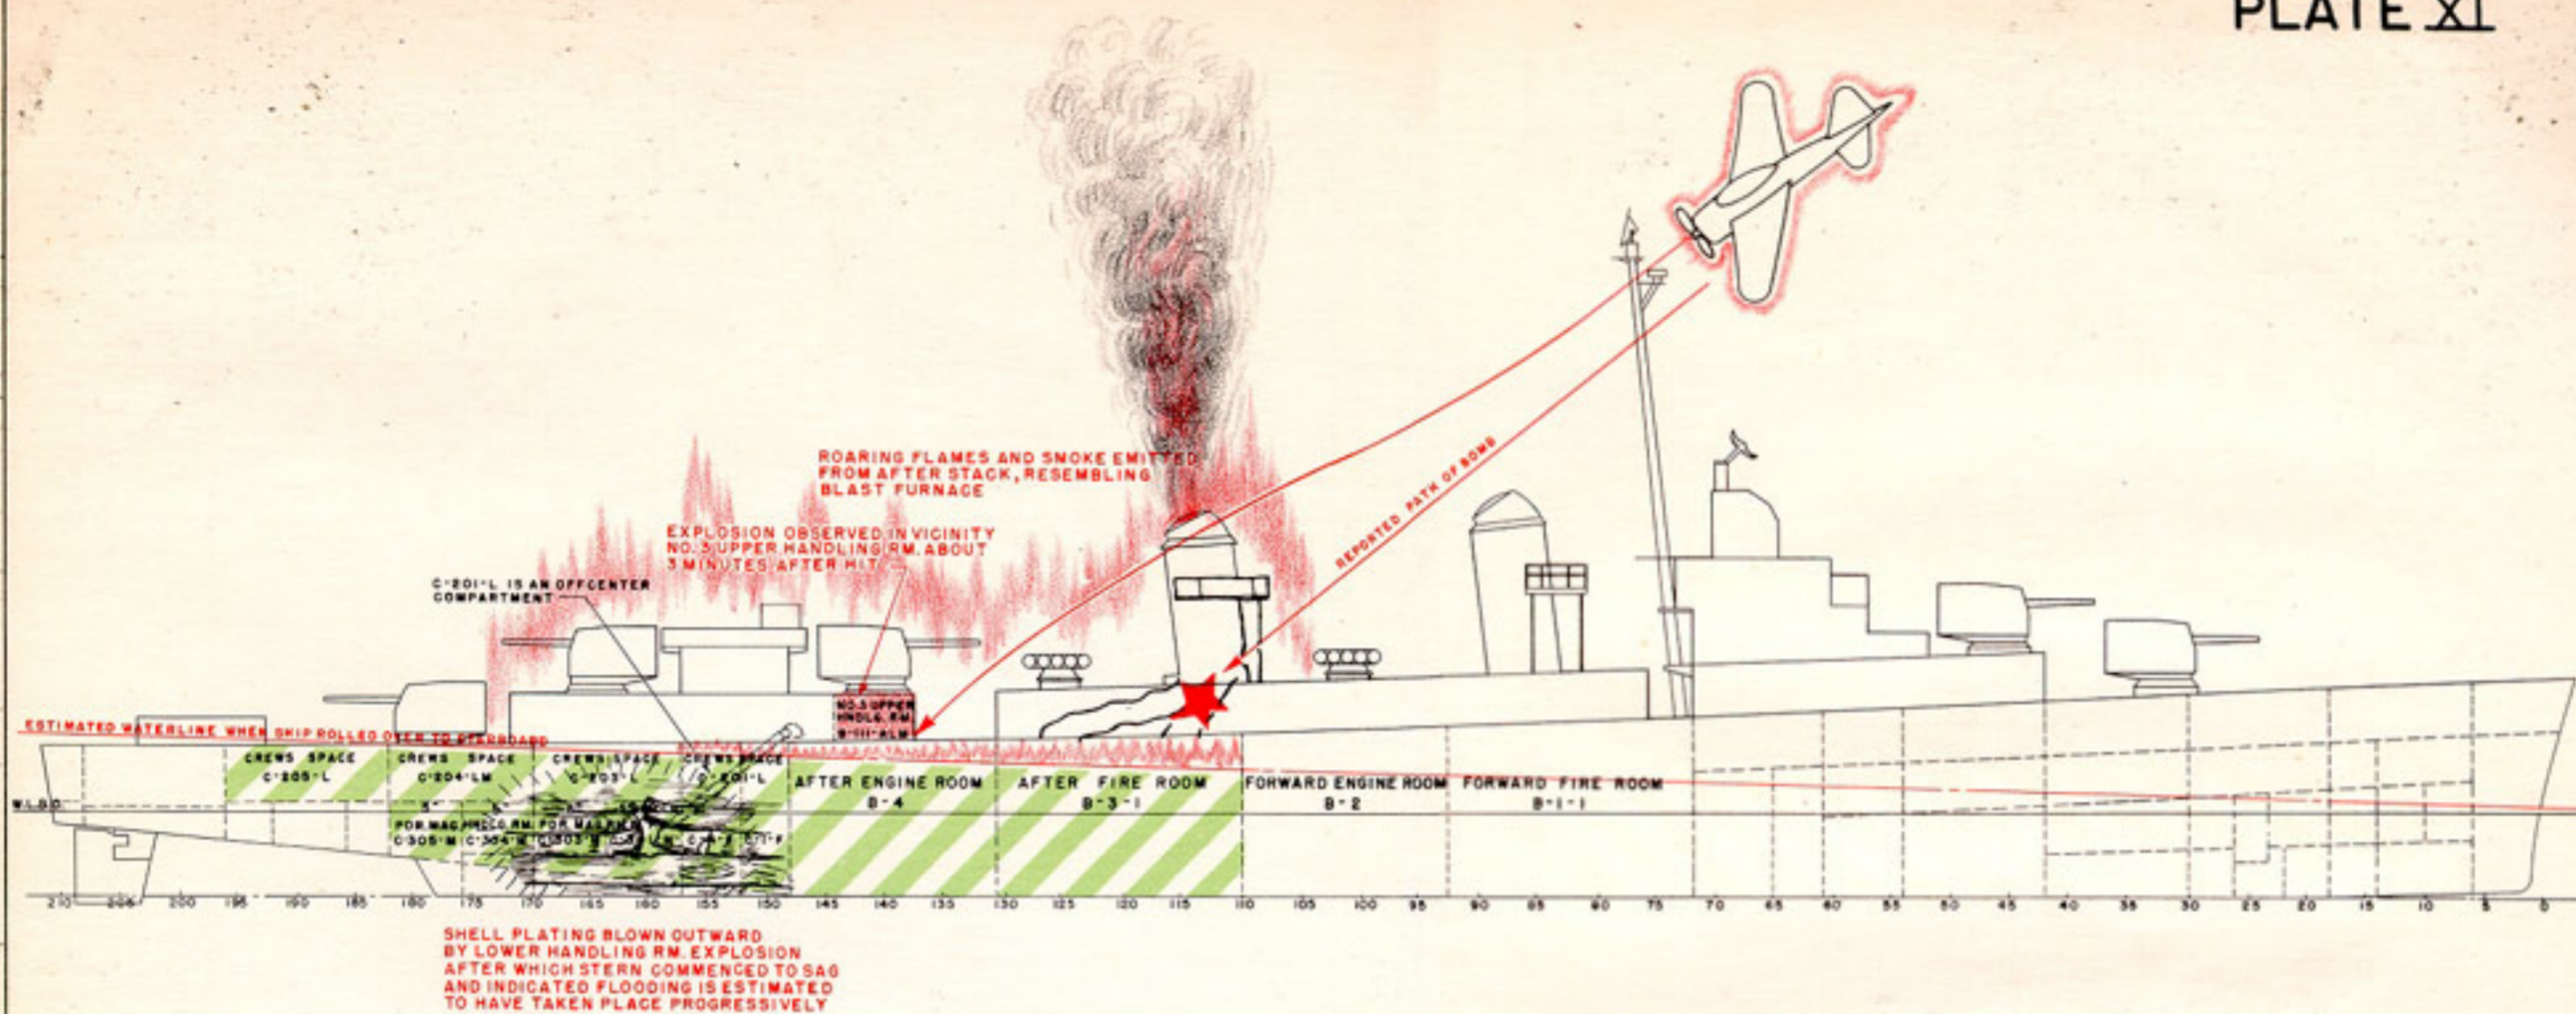 PLATE XI
ROARING FLAMES AND SMOKE EMITTED
FROM AFTER STACK, RESEMBLING
BLAST FURNACE
REPORTED PATH OF BOMB
EXPLOSION OBSERVED IN VICINITY
NO. 3 UPPER HANDLING RM. ABOUT
3 MINUTES AFTER HIT
C-201-L IS AN OFFCENTER
COMPARTMENT
NO. 3 UPPER
HNDLG. RM.
ESTIMATED WATERLINE WHEN SHIP ROLLED OVER TO STARBOARD
CREWS SPACE
C-205-L
CREWS SPACE
C-204-LM
CREWS SPACE
C-203-L
CREWS SPACE
C-201-L
AFTER ENGINE ROOM
B-4
AFTER FIRE ROOM
B-3-1
FORWARD ENGINE ROOM
B-2
FORWARD FIRE ROOM
B-1-1
C-305-M
210 205 200 195 190 185 180 175 170 165 160 155 150 145 140 135 130 125 120 115 110 105 100 95 90 85 80 75 70 65 60 55 50 45 40 35 30 25 20 15 10 5 0
SHELL PLATING BLOWN OUTWARD
BY LOWER HANDLING RM. EXPLOSION
AFTER WHICH STERN COMMENCED TO SAG
AND INDICATED FLOODING IS ESTIMATED
TO HAVE TAKEN PLACE PROGRESSIVELY